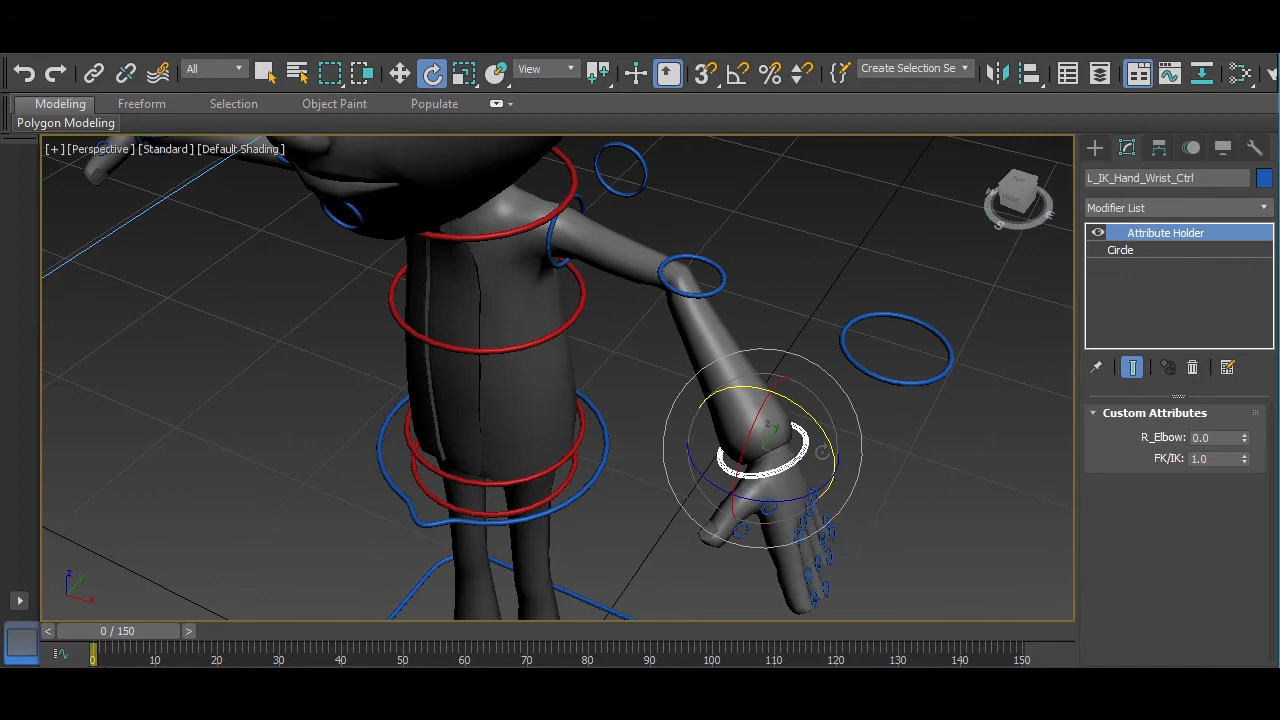 All
View
Create Selection Se
Modeling
Freeform
Selection
Object Paint
Populate
Polygon Modeling
[+] [Perspective] [Standard] [Default Shading]
L_IK_Hand_Wrist_Ctrl
Modifier List
Attribute Holder
Circle
Custom Attributes
R_Elbow: 0.0
FK/IK: 1.0
z
y
z
y
x
< 0 / 150 >
0 10 20 30 40 50 60 70 80 90 100 110 120 130 140 150